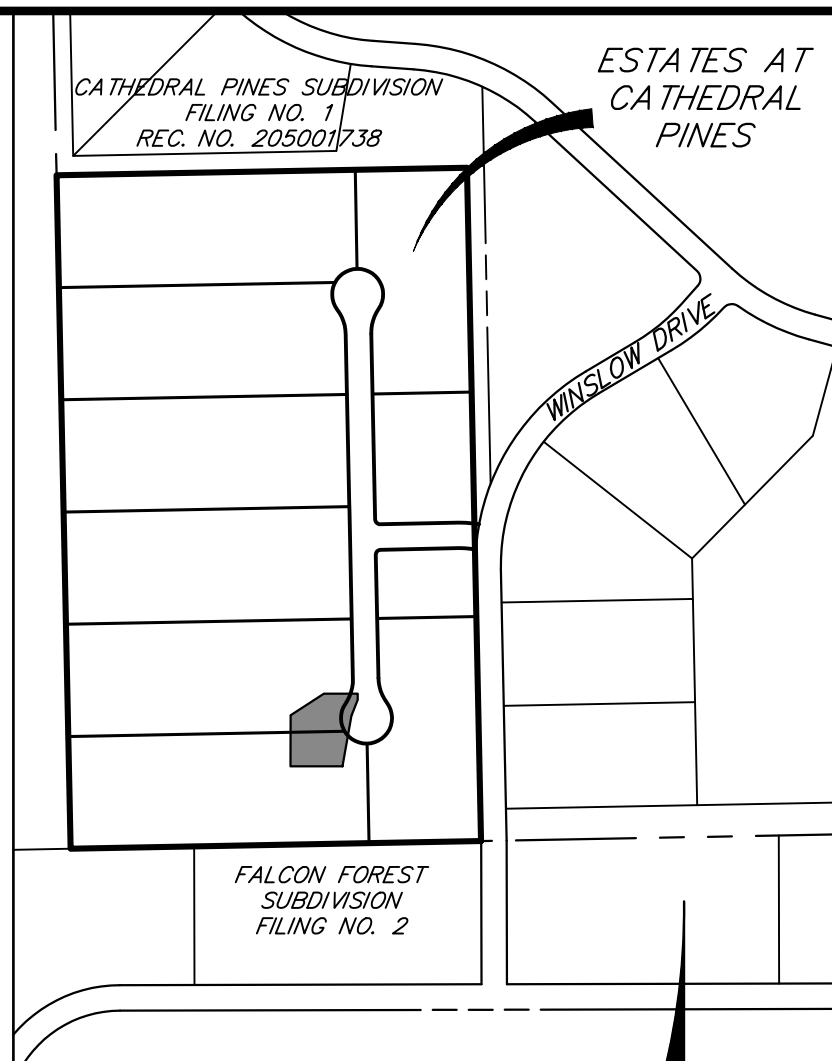 CATHEDRAL PINES SUBDIVISION
FILING NO. 1
REC. NO. 205001738
ESTATES AT
CATHEDRAL
PINES
WINSLOW DRIVE
FALCON FOREST
SUBDIVISION
FILING NO. 2